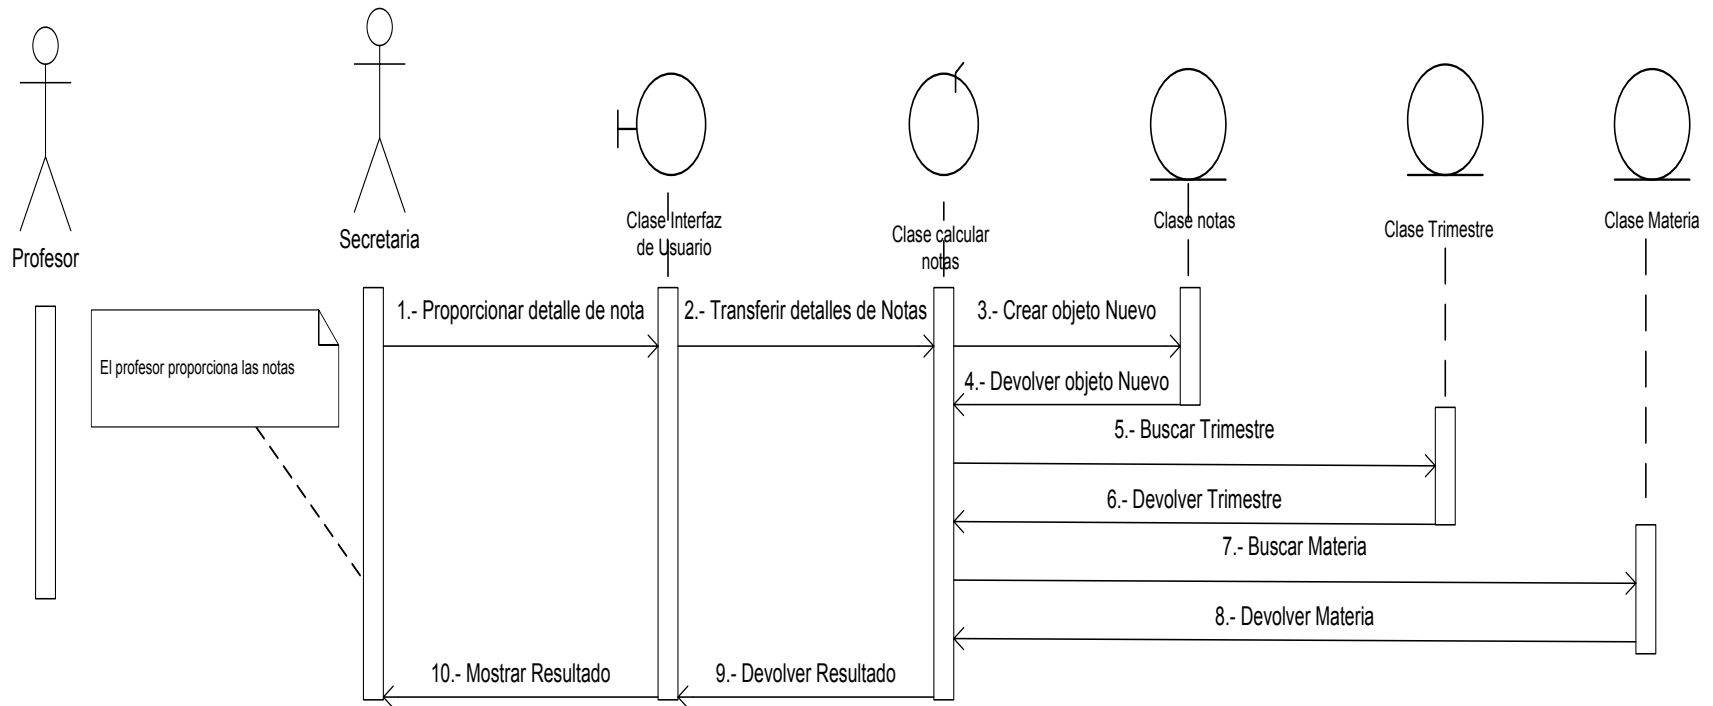 Profesor
Secretaria
Clase Interfaz
de Usuario
Clase calcular
notas
Clase notas
Clase Trimestre
Clase Materia
El profesor proporciona las notas
1.- Proporcionar detalle de nota
2.- Transferir detalles de Notas
3.- Crear objeto Nuevo
4.- Devolver objeto Nuevo
5.- Buscar Trimestre
6.- Devolver Trimestre
7.- Buscar Materia
8.- Devolver Materia
10.- Mostrar Resultado
9.- Devolver Resultado